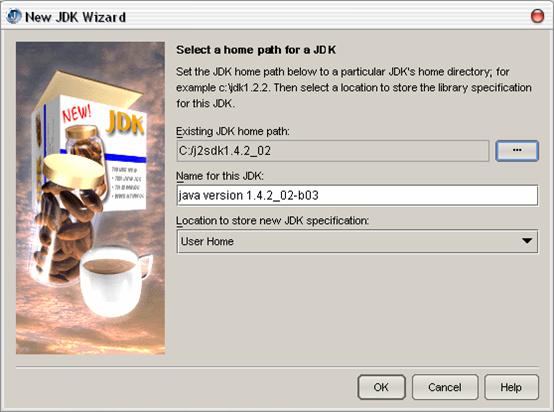 New JDK Wizard
NEW!
JDK
Select a home path for a JDK
Set the JDK home path below to a particular JDK's home directory; for
example c:\jdk1.2.2. Then select a location to store the library specification
for this JDK.
Existing JDK home path:
C:/j2sdk1.4.2_02
...
Name for this JDK:
java version 1.4.2_02-b03
Location to store new JDK specification:
User Home
OK
Cancel
Help